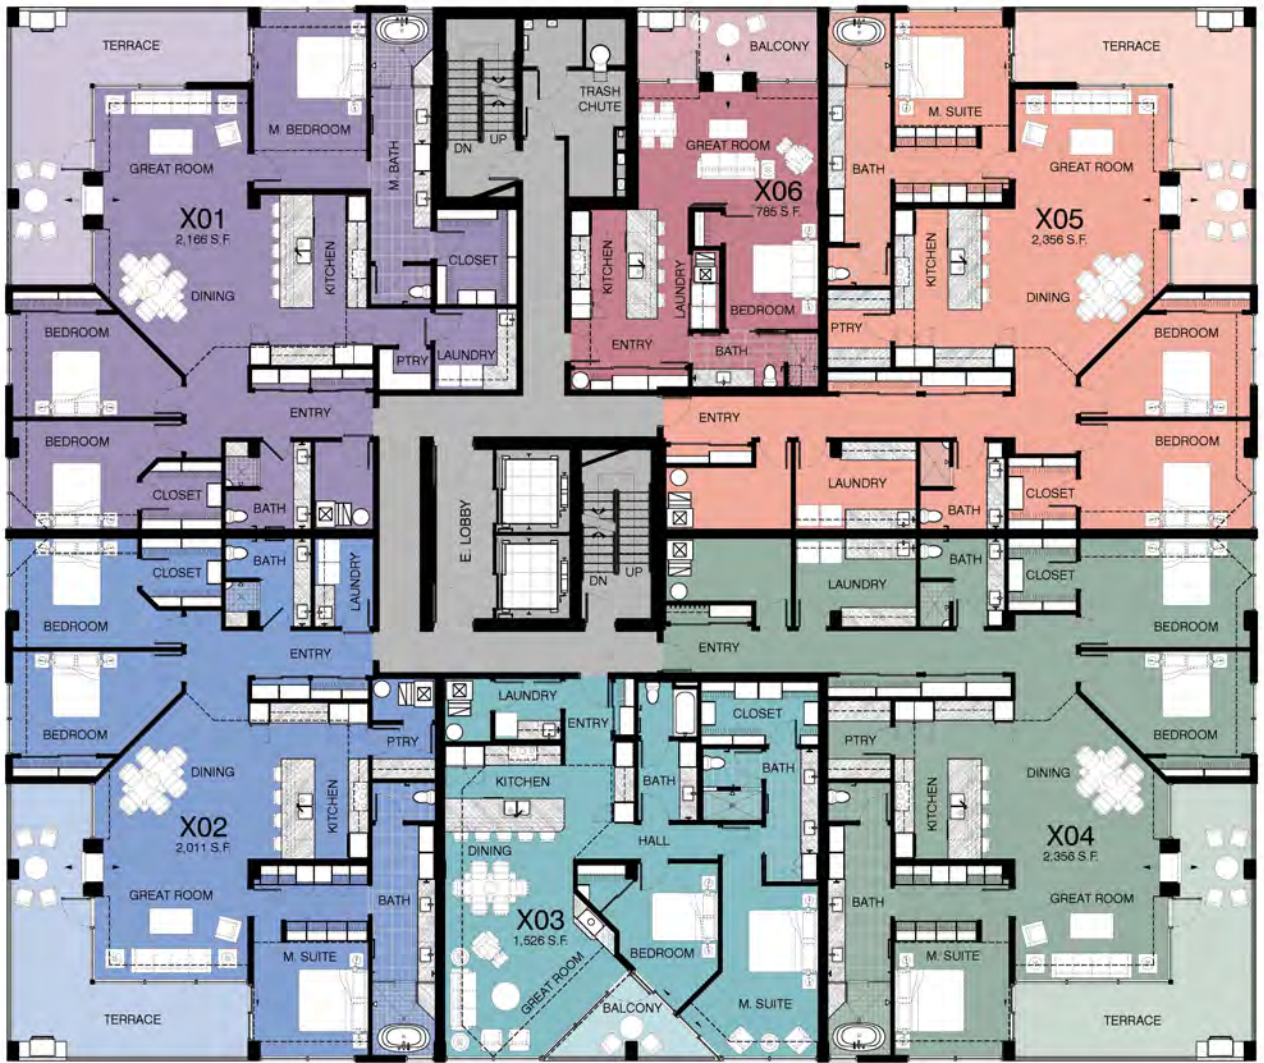 TERRACE
M. BEDROOM
GREAT ROOM
X01
2,166 S.F.
DINING
KITCHEN
M. BATH
CLOSET
PTRY
LAUNDRY
BEDROOM
BEDROOM
CLOSET
BATH
ENTRY
DN
UP
TRASH
CHUTE
BALCONY
GREAT ROOM
X06
785 S.F.
KITCHEN
LAUNDRY
BEDROOM
ENTRY
BATH
TERRACE
M. SUITE
BATH
GREAT ROOM
X05
2,356 S.F.
KITCHEN
DINING
PTRY
BEDROOM
BEDROOM
ENTRY
LAUNDRY
BATH
CLOSET
E. LOBBY
DN
UP
CLOSET
BATH
LAUNDRY
BEDROOM
ENTRY
BEDROOM
PTRY
DINING
KITCHEN
X02
2,011 S.F.
GREAT ROOM
BATH
M. SUITE
TERRACE
LAUNDRY
ENTRY
CLOSET
KITCHEN
BATH
BATH
DINING
HALL
X03
1,526 S.F.
GREAT ROOM
BEDROOM
BALCONY
M. SUITE
LAUNDRY
BATH
CLOSET
BEDROOM
ENTRY
BEDROOM
PTRY
KITCHEN
DINING
X04
2,356 S.F.
GREAT ROOM
BATH
M. SUITE
TERRACE